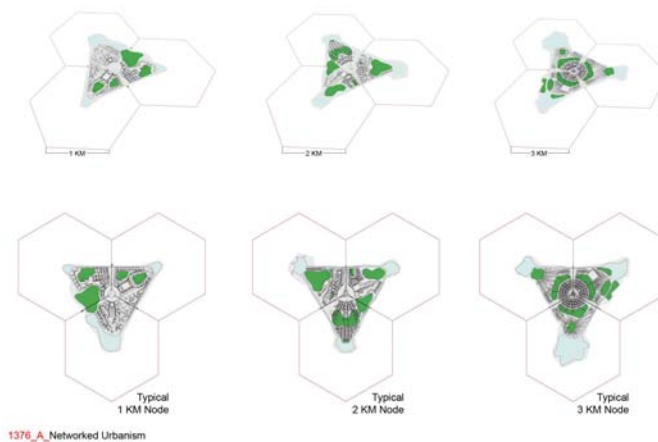 1 KM
2 KM
3 KM
Typical
1 KM Node
Typical
2 KM Node
Typical
3 KM Node
1376_A_Networked Urbanism